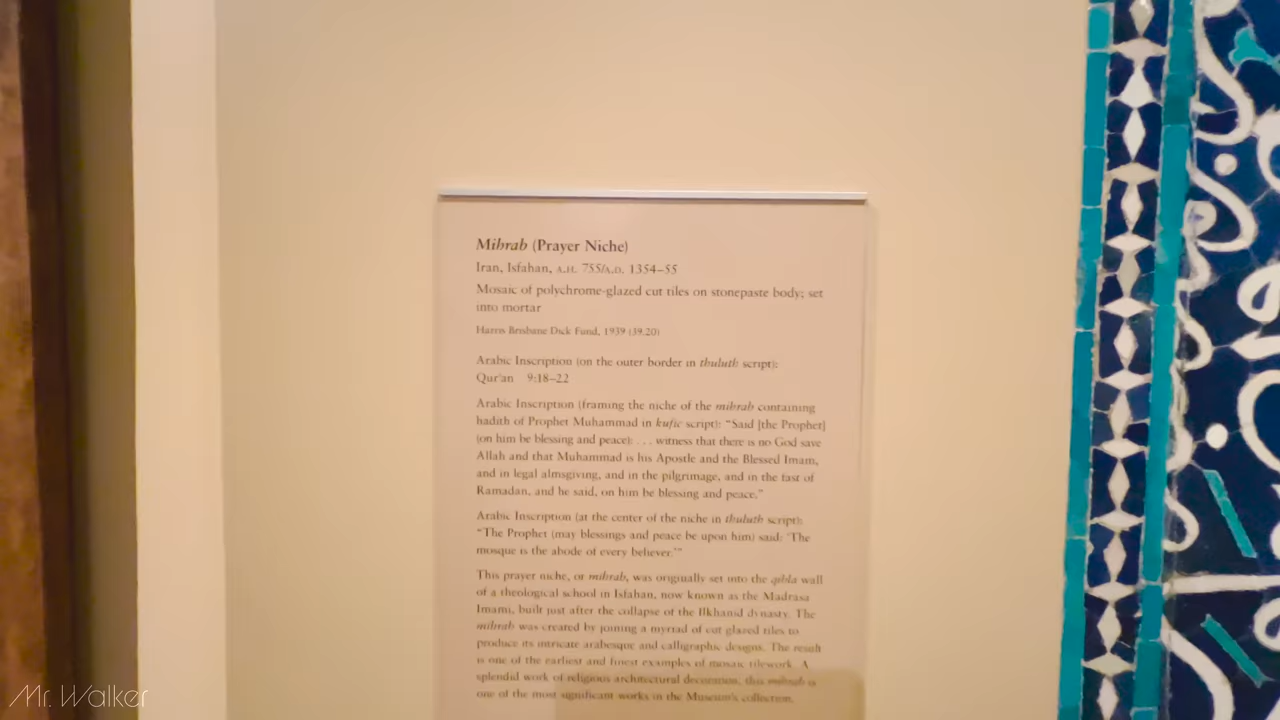 Mihrab (Prayer Niche)
Iran, Isfahan, A.H. 755/A.D. 1354–55
Mosaic of polychrome-glazed cut tiles on stonepaste body; set
into mortar
Harris Brisbane Dick Fund, 1939 (39.20)
Arabic Inscription (on the outer border in thuluth script):
Qur'an 9:18–22
Arabic Inscription (framing the niche of the mihrab containing
hadith of Prophet Muhammad in kufic script): “Said [the Prophet]
(on him be blessing and peace): . . . witness that there is no God save
Allah and that Muhammad is his Apostle and the Blessed Imam,
and in legal almsgiving, and in the pilgrimage, and in the fast of
Ramadan, and he said, on him be blessing and peace.”
Arabic Inscription (at the center of the niche in thuluth script):
“The Prophet (may blessings and peace be upon him) said: ‘The
mosque is the abode of every believer.’”
This prayer niche, or mihrab, was originally set into the qibla wall
of a theological school in Isfahan, now known as the Madrasa
Imami, built just after the collapse of the Ilkhanid dynasty. The
mihrab was created by joining a myriad of cut glazed tiles to
produce its intricate arabesque and calligraphic designs. The result
is one of the earliest and finest examples of mosaic tilework. A
splendid work of religious architectural decoration, this mihrab is
one of the most significant works in the Museum's collection.
Mr. Walker